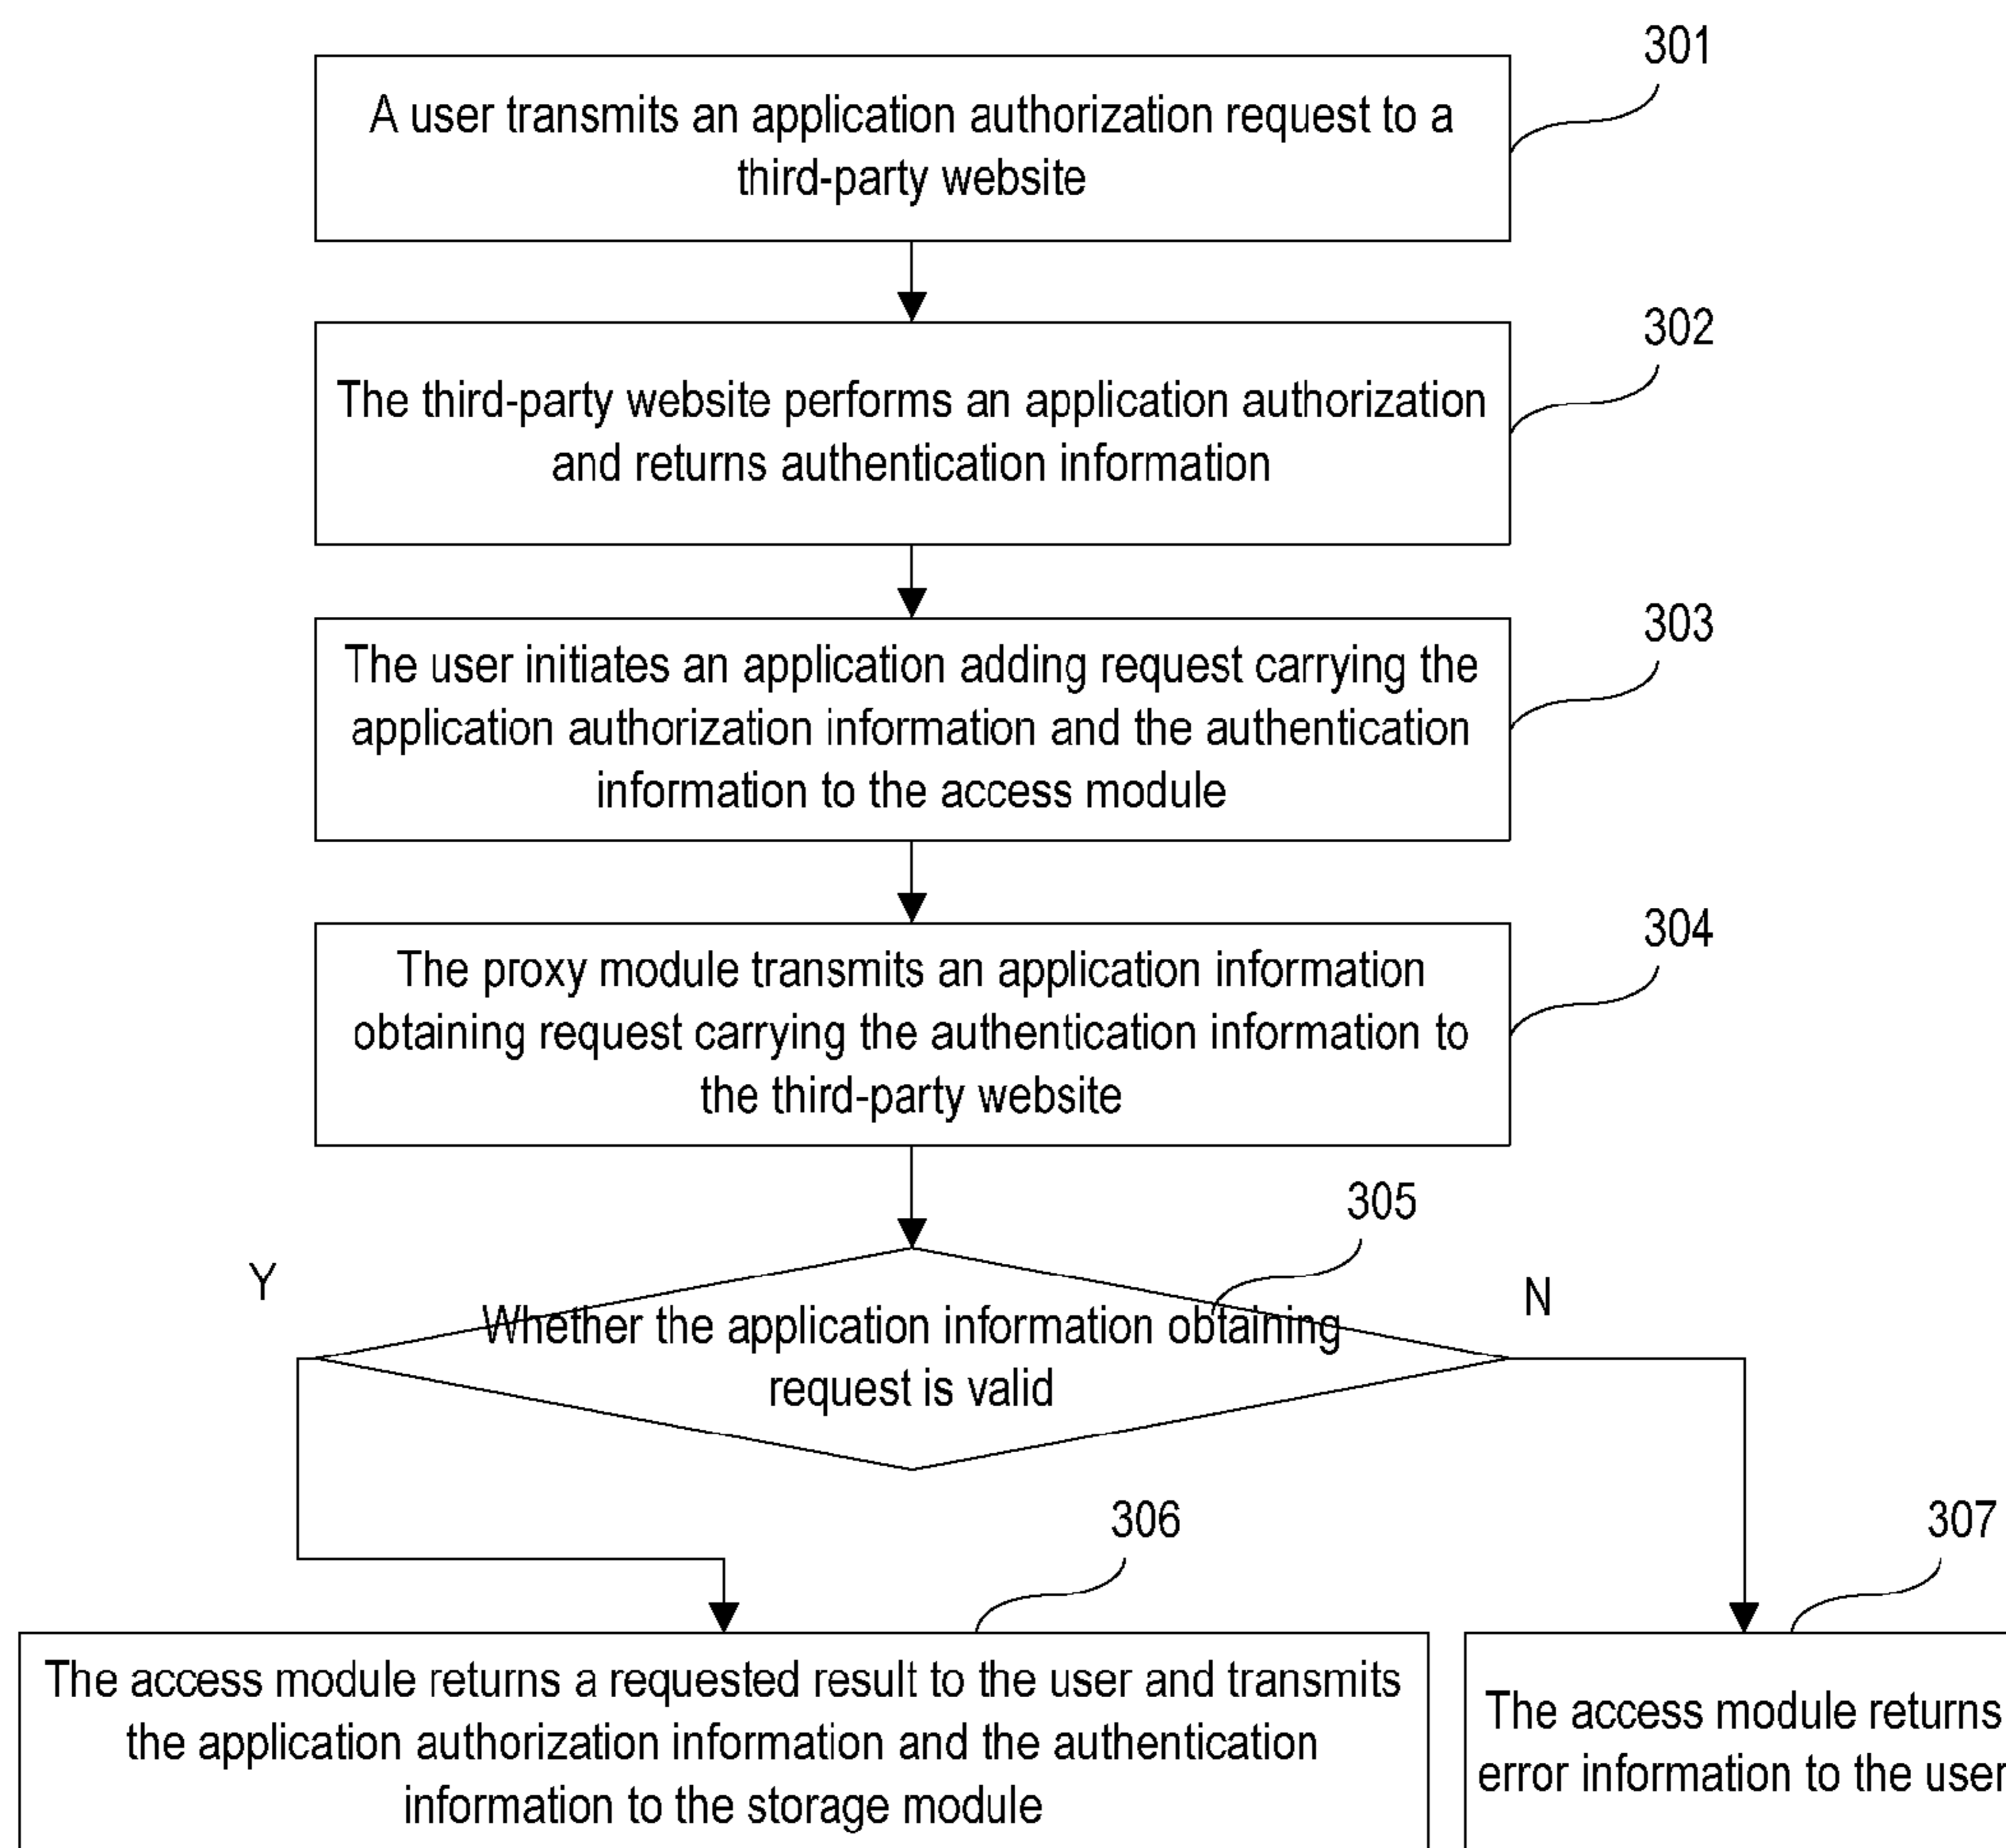 301
A user transmits an application authorization request to a
third-party website
302
The third-party website performs an application authorization
and returns authentication information
303
The user initiates an application adding request carrying the
application authorization information and the authentication
information to the access module
304
The proxy module transmits an application information
obtaining request carrying the authentication information to
the third-party website
305
Y
N
Whether the application information obtaining
request is valid
306
307
The access module returns a requested result to the user and transmits
the application authorization information and the authentication
information to the storage module
The access module returns
error information to the user